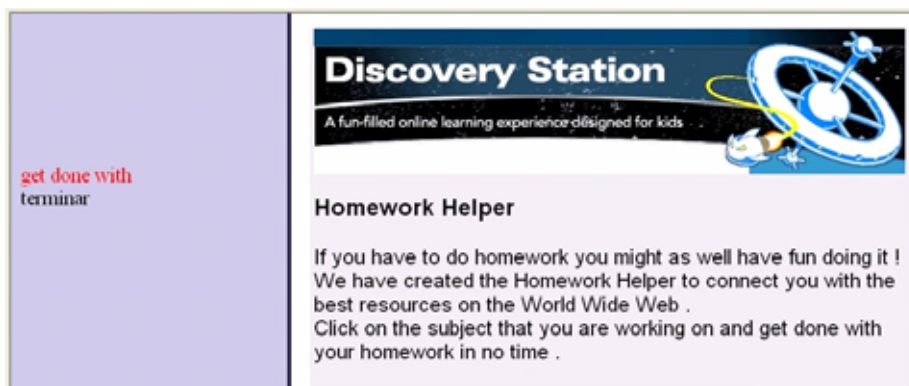 get done with
terminar
Discovery Station
A fun-filled online learning experience designed for kids
Homework Helper
If you have to do homework you might as well have fun doing it !
We have created the Homework Helper to connect you with the
best resources on the World Wide Web .
Click on the subject that you are working on and get done with
your homework in no time .